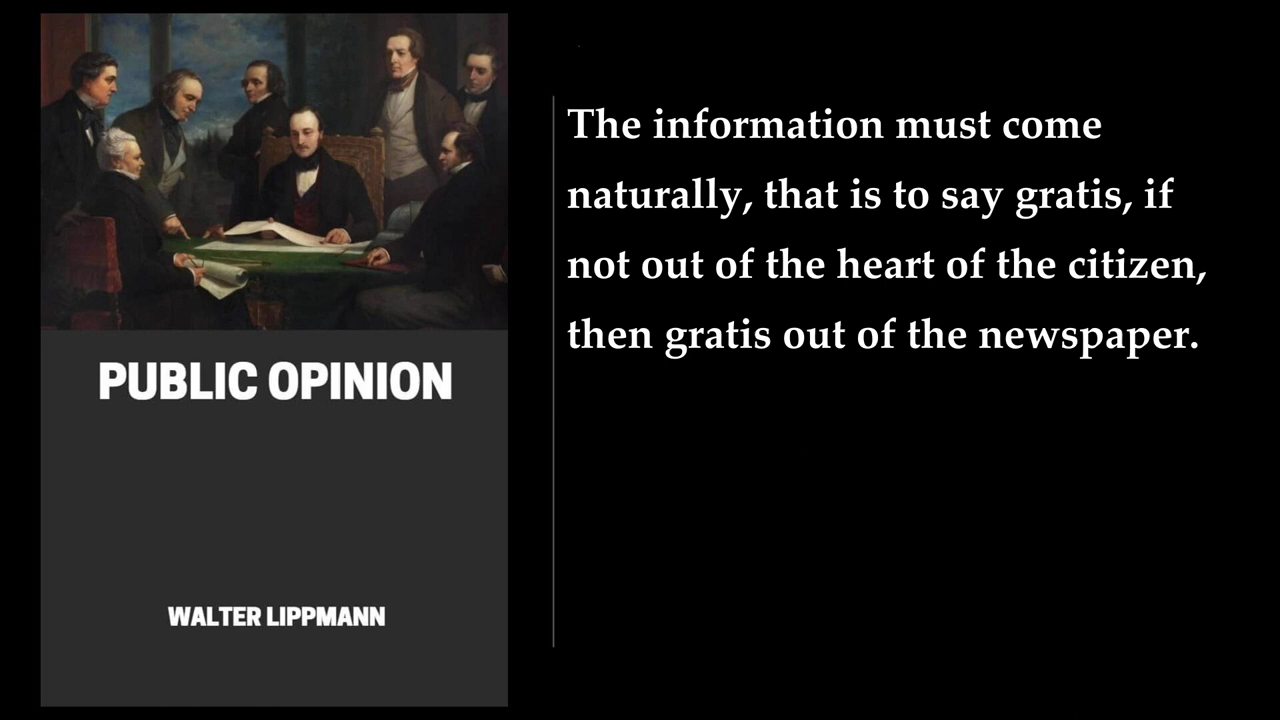 PUBLIC OPINION
WALTER LIPPMANN
The information must come
naturally, that is to say gratis, if
not out of the heart of the citizen,
then gratis out of the newspaper.